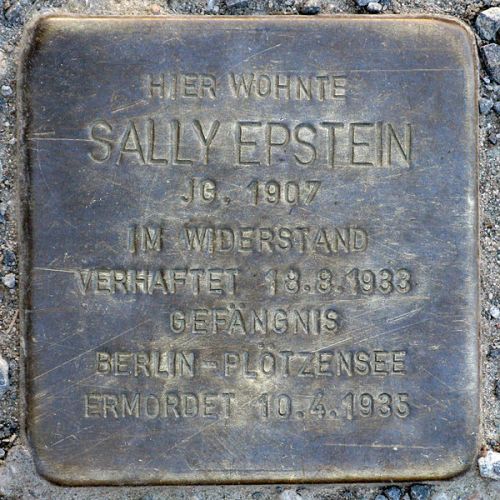 HIER WOHNTE
SALLY EPSTEIN
JG. 1907
IM WIDERSTAND
VERHAFTET 18.8.1933
GEFÄNGNIS
BERLIN-PLÖTZENSEE
ERMORDET 10.4.1935